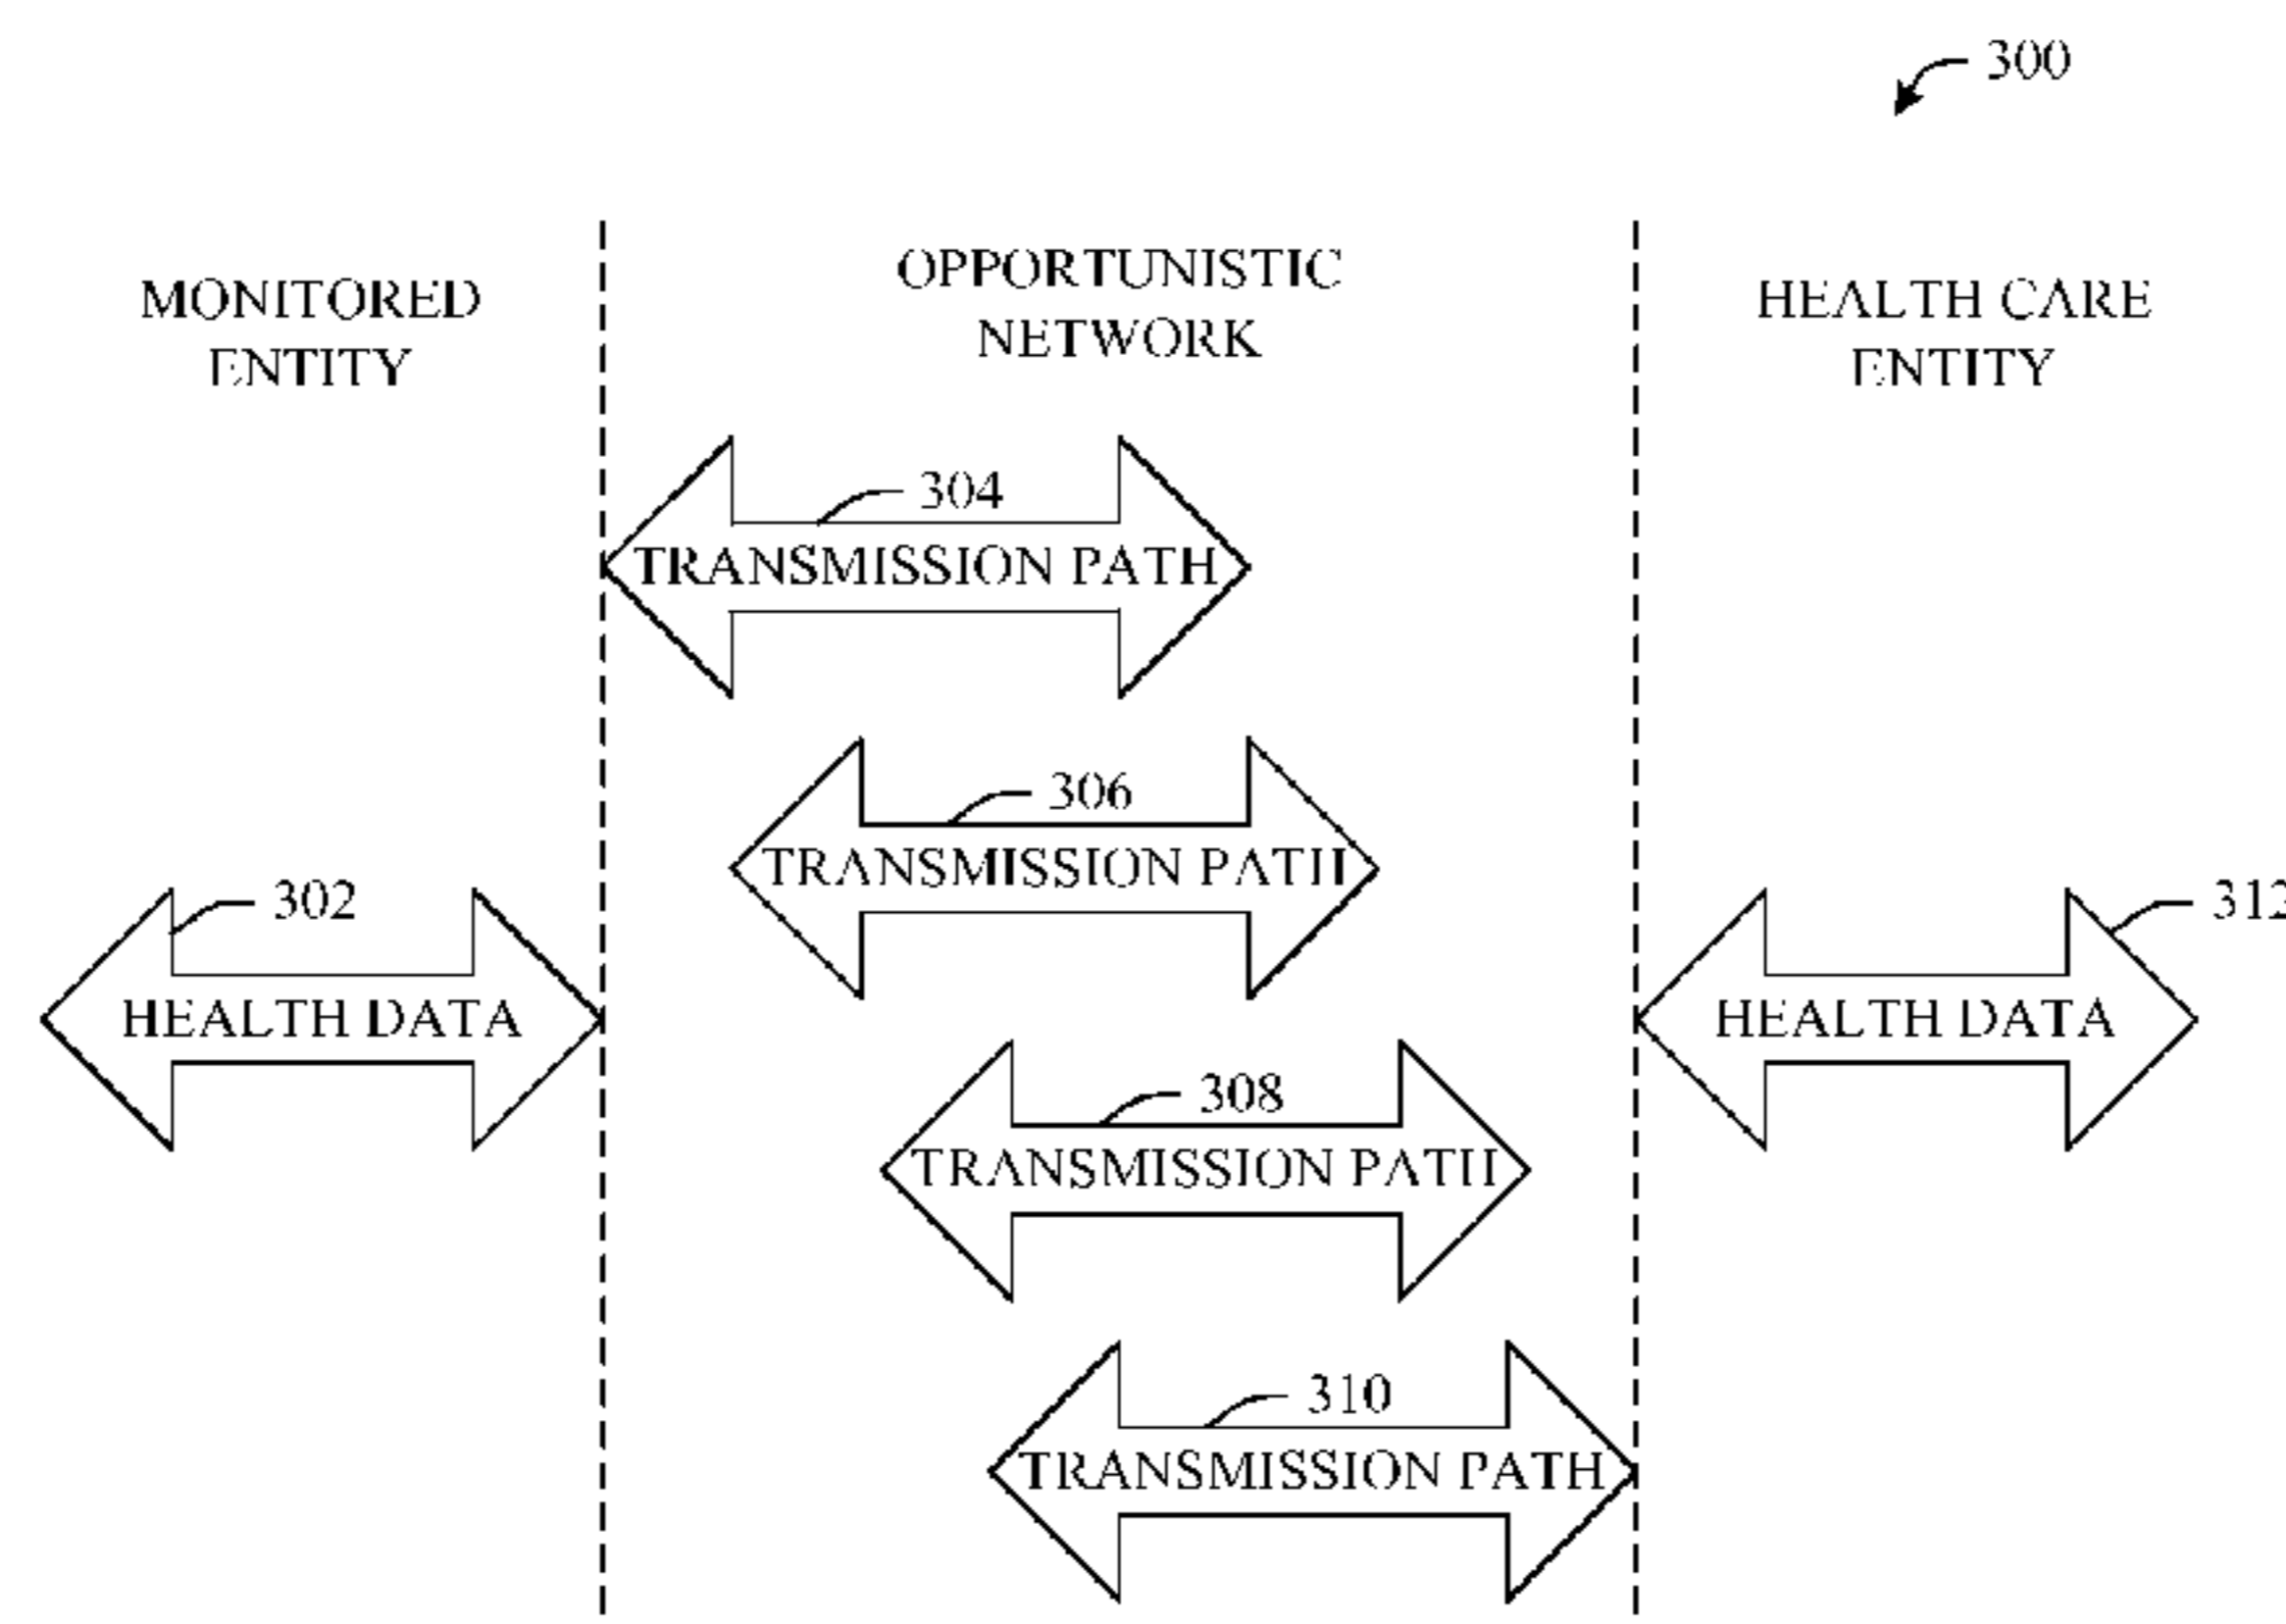 300
MONITORED
ENTITY
OPPORTUNISTIC
NETWORK
HEALTH CARE
ENTITY
304
TRANSMISSION PATH
306
TRANSMISSION PATH
302
HEALTH DATA
312
HEALTH DATA
308
TRANSMISSION PATH
310
TRANSMISSION PATH